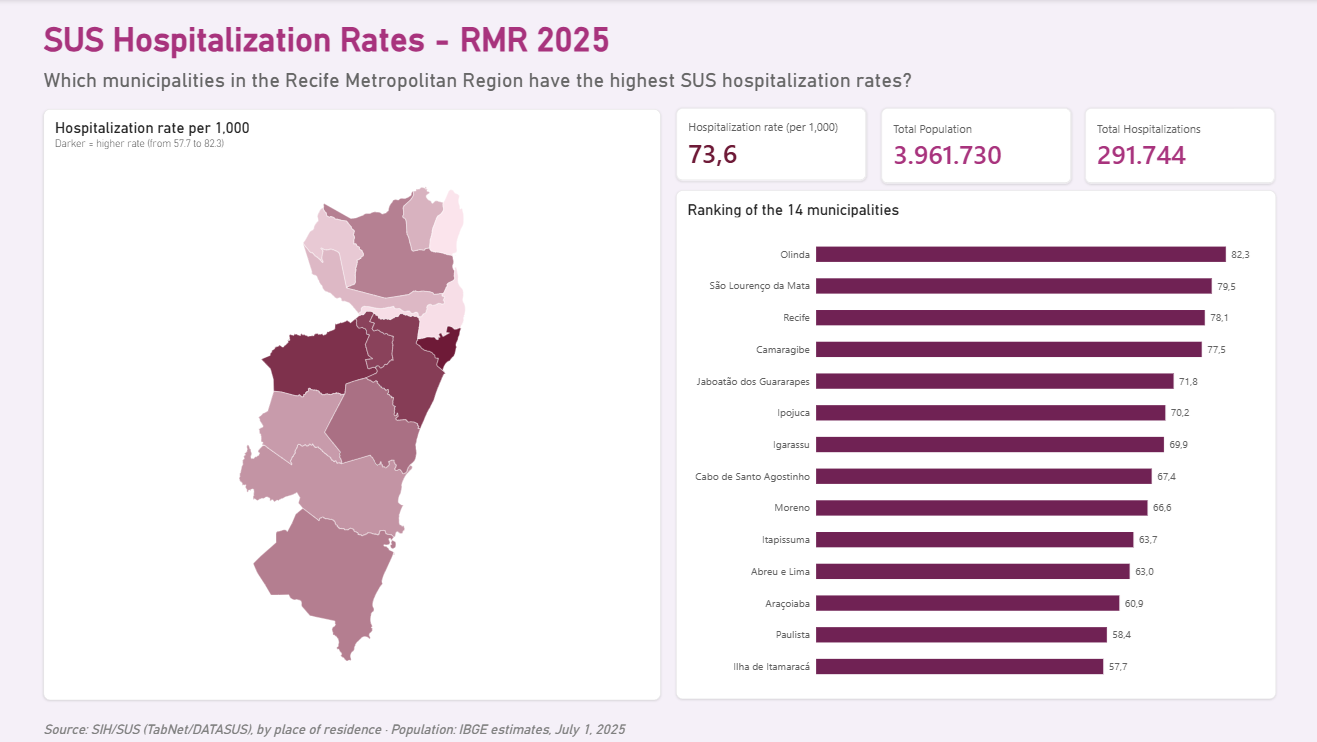 SUS Hospitalization Rates - RMR 2025
Which municipalities in the Recife Metropolitan Region have the highest SUS hospitalization rates?
Hospitalization rate per 1,000
Darker = higher rate (from 57.7 to 82.3)
Hospitalization rate (per 1,000)
73,6
Total Population
3.961.730
Total Hospitalizations
291.744
Ranking of the 14 municipalities
Olinda 82,3
São Lourenço da Mata 79,5
Recife 78,1
Camaragibe 77,5
Jaboatão dos Guararapes 71,8
Ipojuca 70,2
Igarassu 69,9
Cabo de Santo Agostinho 67,4
Moreno 66,6
Itapissuma 63,7
Abreu e Lima 63,0
Araçoiaba 60,9
Paulista 58,4
Ilha de Itamaracá 57,7
Source: SIH/SUS (TabNet/DATASUS), by place of residence · Population: IBGE estimates, July 1, 2025